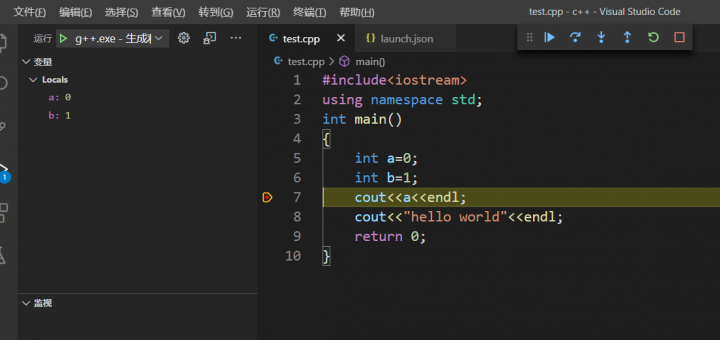 文件(F) 编辑(E) 选择(S) 查看(V) 转到(G) 运行(R) 终端(T) 帮助(H) test.cpp - c++ - Visual Studio Code
运行 g++.exe - 生成 test.cpp launch.json
变量 test.cpp > main()
Locals
a: 0
b: 1
1 #include<iostream>
2 using namespace std;
3 int main()
4 {
5 int a=0;
6 int b=1;
7 cout<<a<<endl;
8 cout<<"hello world"<<endl;
9 return 0;
10 }
监视
1